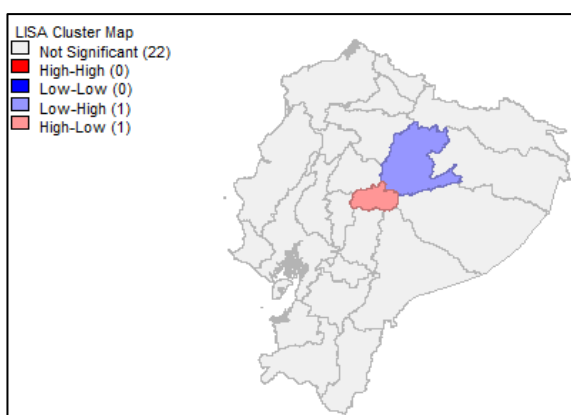 LISA Cluster Map
Not Significant (22)
High-High (0)
Low-Low (0)
Low-High (1)
High-Low (1)